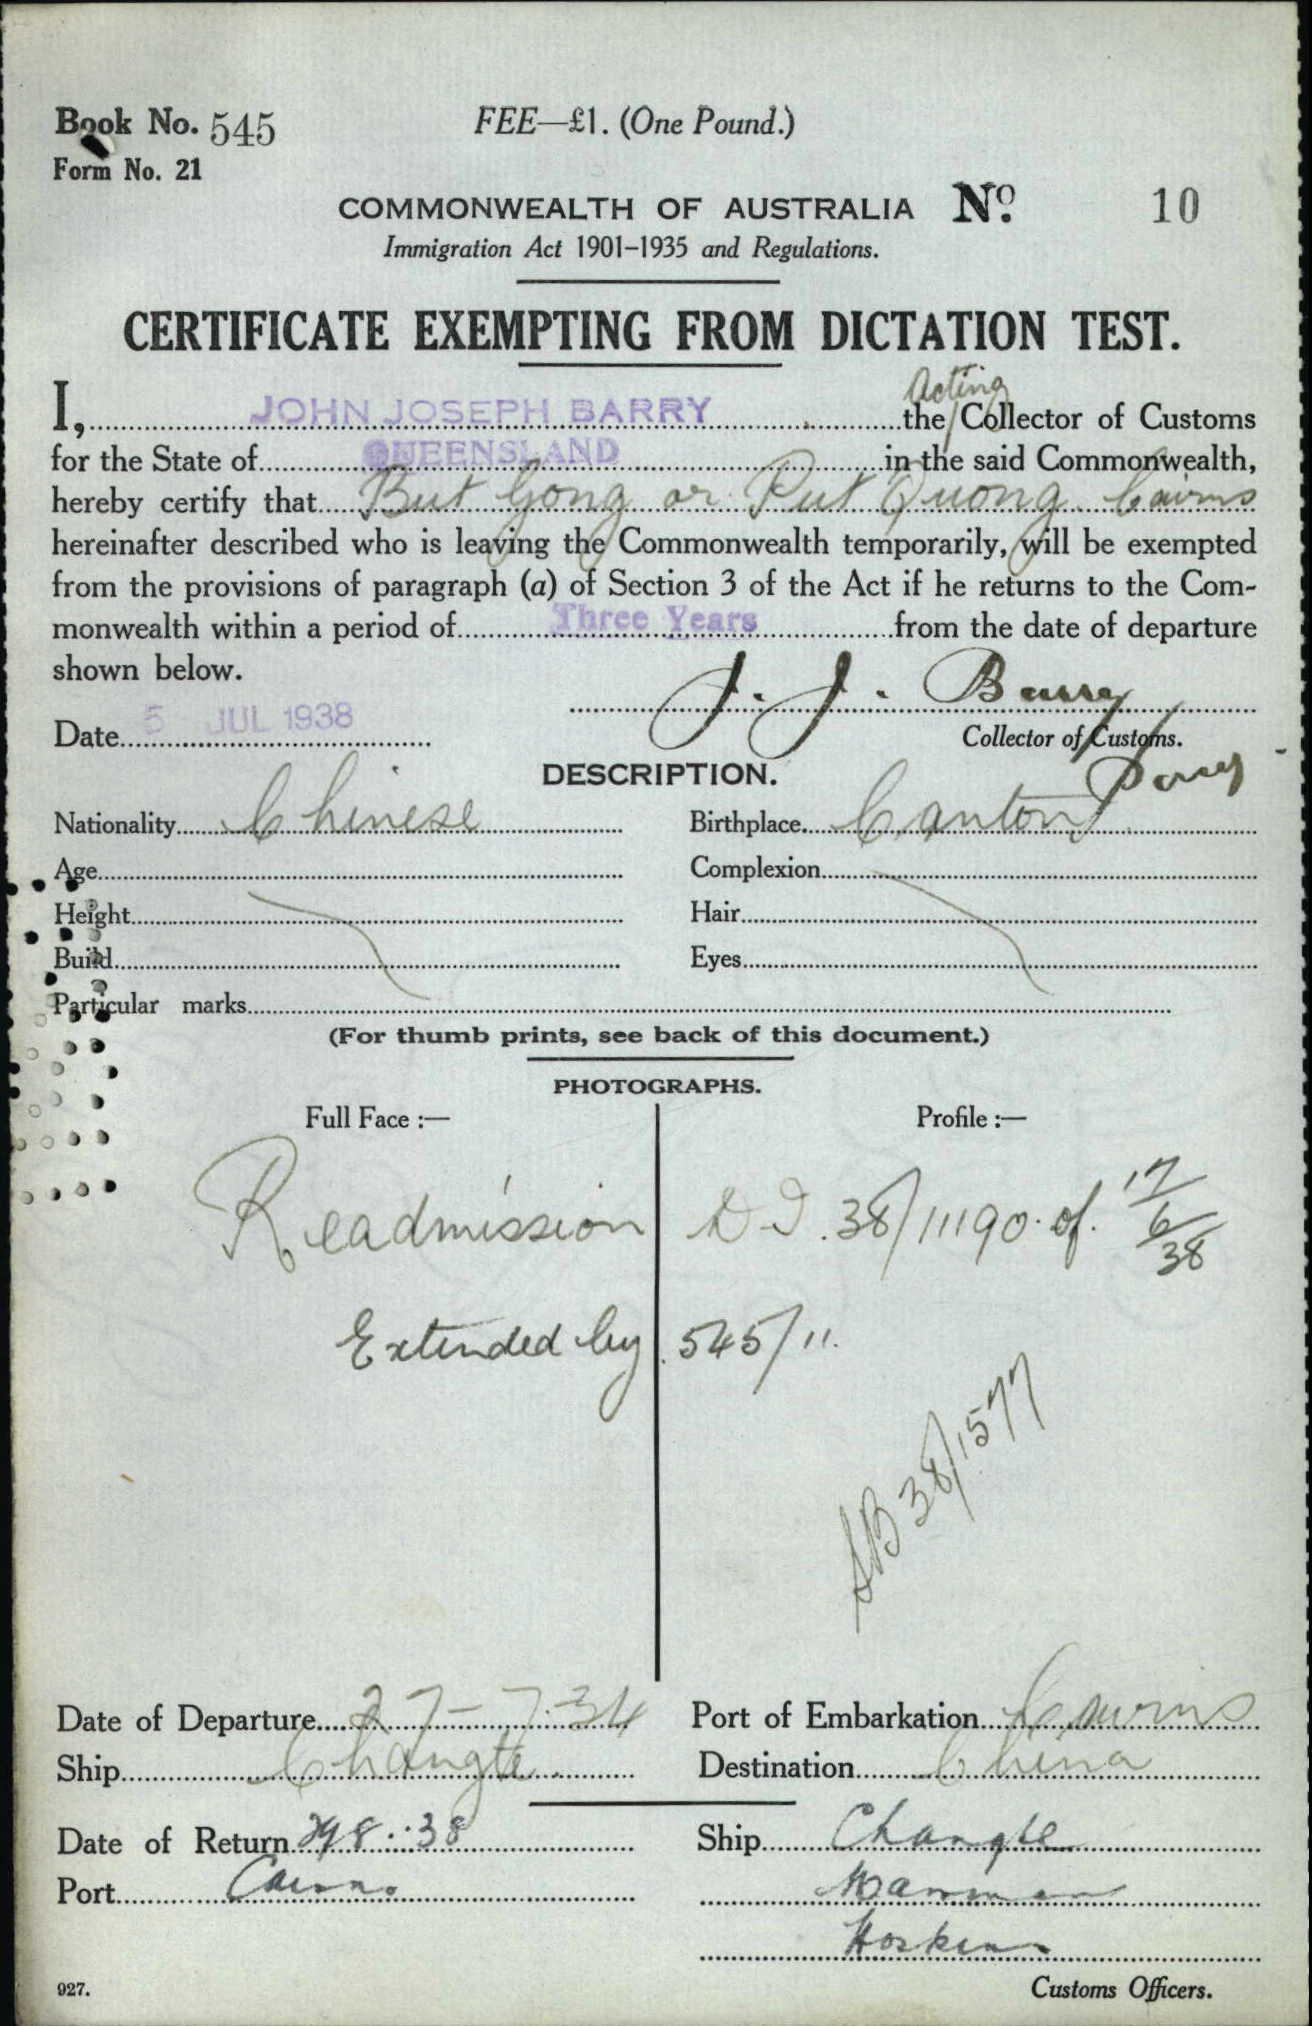 Book No. 545
FEE—£1. (One Pound.)
Form No. 21
COMMONWEALTH OF AUSTRALIA No. 10
Immigration Act 1901–1935 and Regulations.
CERTIFICATE EXEMPTING FROM DICTATION TEST.
Acting
I, JOHN JOSEPH BARRY the Collector of Customs
for the State of QUEENSLAND in the said Commonwealth,
hereby certify that But Gong or Put Quong. Cairns
hereinafter described who is leaving the Commonwealth temporarily, will be exempted
from the provisions of paragraph (a) of Section 3 of the Act if he returns to the Com-
monwealth within a period of Three Years from the date of departure
shown below.
J. J. Barry
Date 5 JUL 1938
Collector of Customs.
DESCRIPTION.
Nationality Chinese Birthplace Canton
Age Complexion
Height Hair
Build Eyes
Particular marks
(For thumb prints, see back of this document.)
PHOTOGRAPHS.
Full Face :— Profile :—
Readmission DI. 38/11190. of. 17/6/38
Extended by 545/11.
SB 38/1577
Date of Departure 27-7-34 Port of Embarkation Cairns
Ship Changte Destination China
Date of Return 29.8.:38 Ship Changte
Port Cairns
Hoskins
927. Customs Officers.